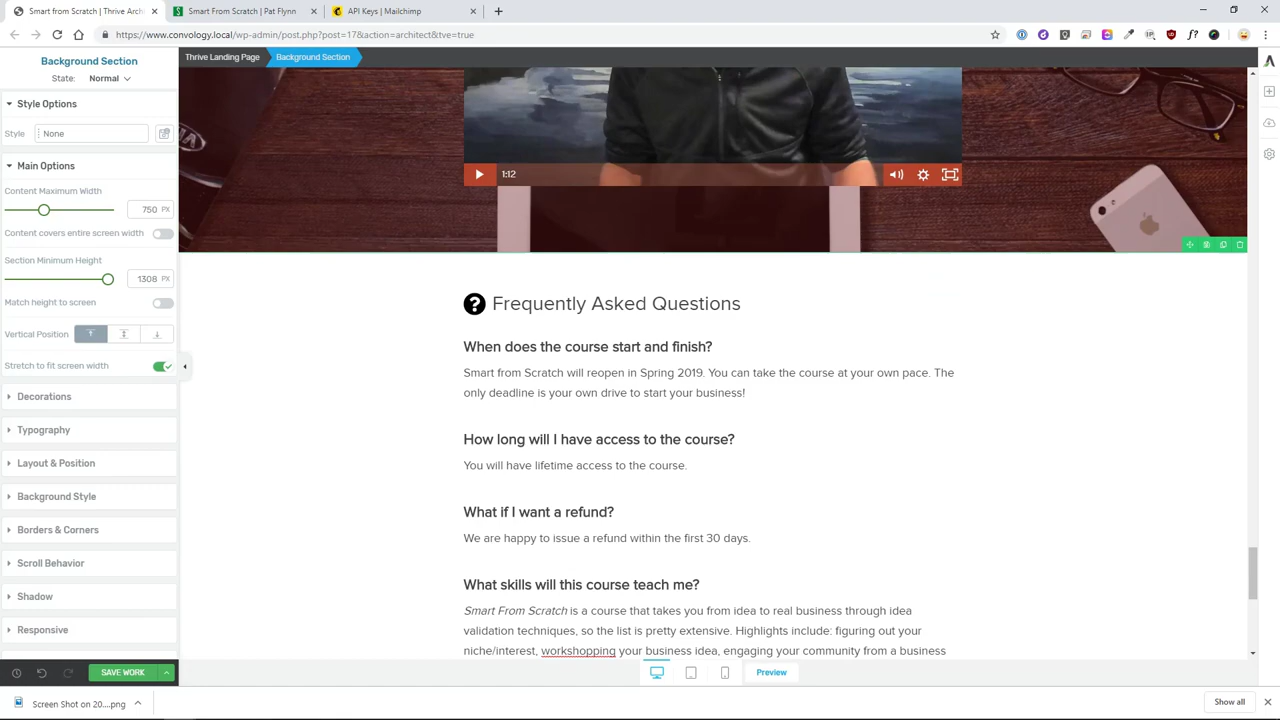 Smart from Scratch | Thrive Archi
Smart From Scratch | Pat Flynn
API Keys | Mailchimp
https://www.convology.local/wp-admin/post.php?post=17&action=architect&tve=true
Background Section
State: Normal
Thrive Landing Page
Background Section
Style Options
Style
None
Main Options
Content Maximum Width
750 PX
Content covers entire screen width
Section Minimum Height
1308 PX
Match height to screen
Vertical Position
Stretch to fit screen width
Decorations
Typography
Layout & Position
Background Style
Borders & Corners
Scroll Behavior
Shadow
Responsive
SAVE WORK
1:12
Frequently Asked Questions
When does the course start and finish?
Smart from Scratch will reopen in Spring 2019. You can take the course at your own pace. The
only deadline is your own drive to start your business!
How long will I have access to the course?
You will have lifetime access to the course.
What if I want a refund?
We are happy to issue a refund within the first 30 days.
What skills will this course teach me?
Smart From Scratch is a course that takes you from idea to real business through idea
validation techniques, so the list is pretty extensive. Highlights include: figuring out your
niche/interest, workshopping your business idea, engaging your community from a business
Preview
Screen Shot on 20....png
Show all